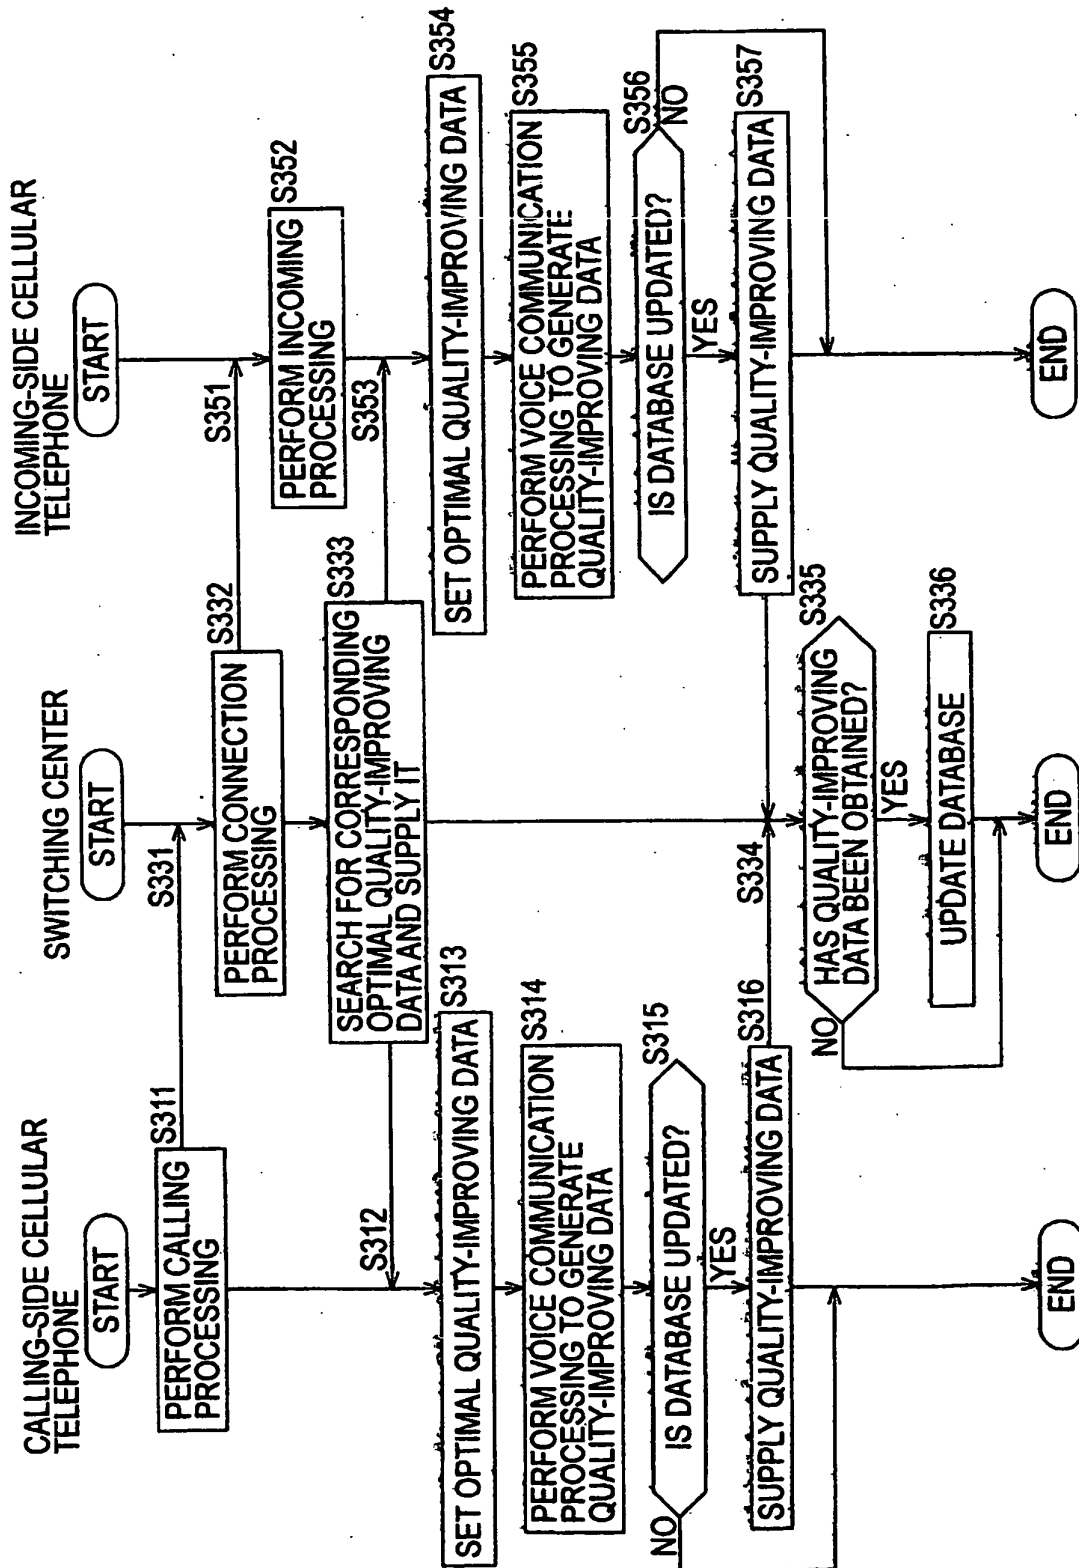 CALLING-SIDE CELLULAR
TELEPHONE
START
S311
PERFORM CALLING
PROCESSING
S312
S313
SET OPTIMAL QUALITY-IMPROVING DATA
S314
PERFORM VOICE COMMUNICATION
PROCESSING TO GENERATE
QUALITY-IMPROVING DATA
S315
IS DATABASE UPDATED?
NO
YES
S316
SUPPLY QUALITY-IMPROVING DATA
END
SWITCHING CENTER
START
S331
S332
PERFORM CONNECTION
PROCESSING
S333
SEARCH FOR CORRESPONDING
OPTIMAL QUALITY-IMPROVING
DATA AND SUPPLY IT
S334
S335
HAS QUALITY-IMPROVING
DATA BEEN OBTAINED?
NO
YES
S336
UPDATE DATABASE
END
INCOMING-SIDE CELLULAR
TELEPHONE
START
S351
S352
PERFORM INCOMING
PROCESSING
S353
S354
SET OPTIMAL QUALITY-IMPROVING DATA
S355
PERFORM VOICE COMMUNICATION
PROCESSING TO GENERATE
QUALITY-IMPROVING DATA
S356
IS DATABASE UPDATED?
NO
YES
S357
SUPPLY QUALITY-IMPROVING DATA
END